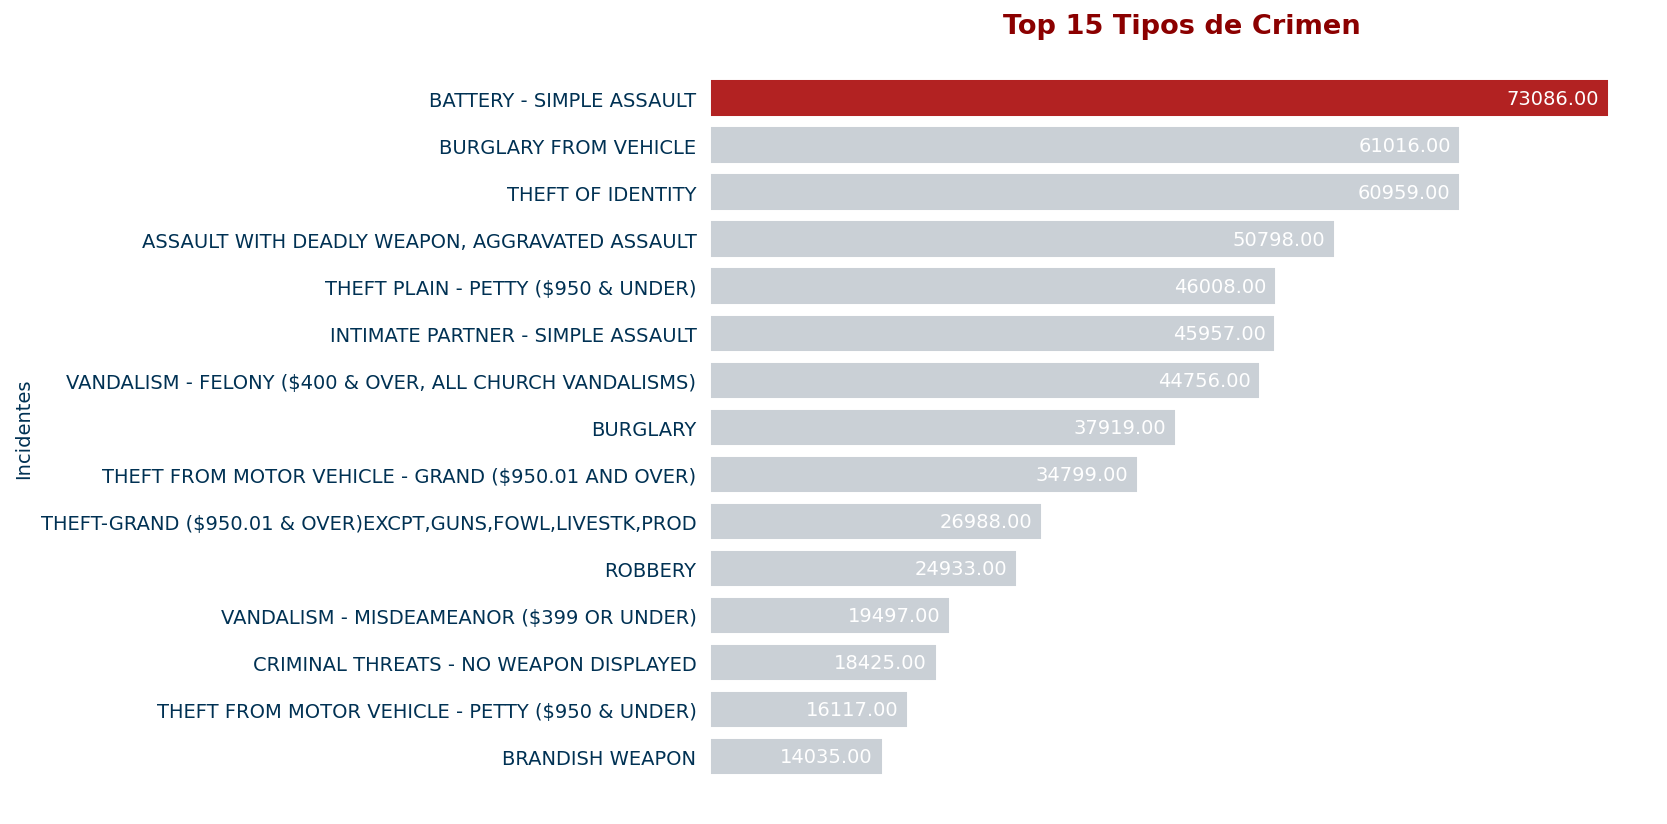 Top 15 Tipos de Crimen
BATTERY - SIMPLE ASSAULT 73086.00
BURGLARY FROM VEHICLE 61016.00
THEFT OF IDENTITY 60959.00
ASSAULT WITH DEADLY WEAPON, AGGRAVATED ASSAULT 50798.00
THEFT PLAIN - PETTY ($950 & UNDER) 46008.00
INTIMATE PARTNER - SIMPLE ASSAULT 45957.00
VANDALISM - FELONY ($400 & OVER, ALL CHURCH VANDALISMS) 44756.00
BURGLARY 37919.00
THEFT FROM MOTOR VEHICLE - GRAND ($950.01 AND OVER) 34799.00
THEFT-GRAND ($950.01 & OVER)EXCPT,GUNS,FOWL,LIVESTK,PROD 26988.00
ROBBERY 24933.00
VANDALISM - MISDEAMEANOR ($399 OR UNDER) 19497.00
CRIMINAL THREATS - NO WEAPON DISPLAYED 18425.00
THEFT FROM MOTOR VEHICLE - PETTY ($950 & UNDER) 16117.00
BRANDISH WEAPON 14035.00
Incidentes